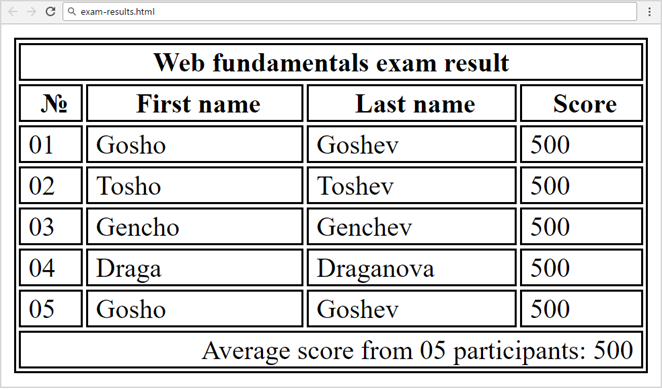 exam-results.html
Web fundamentals exam result
№ First name Last name Score
01 Gosho Goshev 500
02 Tosho Toshev 500
03 Gencho Genchev 500
04 Draga Draganova 500
05 Gosho Goshev 500
Average score from 05 participants: 500